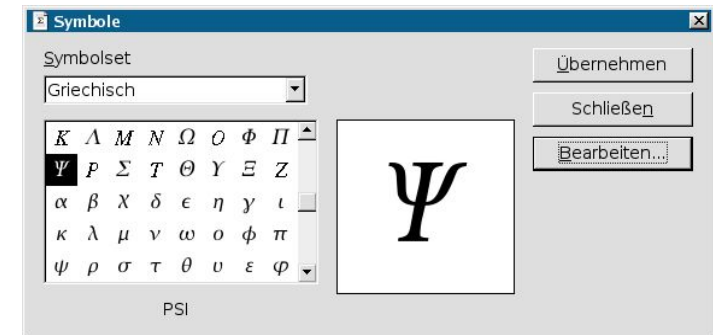 Symbole
Symbolset
Griechisch
Κ Λ Μ Ν Ω Ο Φ Π
Ψ Ρ Σ Τ Θ Υ Ξ Ζ
α β χ δ ϵ η γ ι
κ λ μ ν ω ο ϕ π
ψ ρ σ τ θ υ ε φ
PSI
Ψ
Übernehmen
Schließen
Bearbeiten...